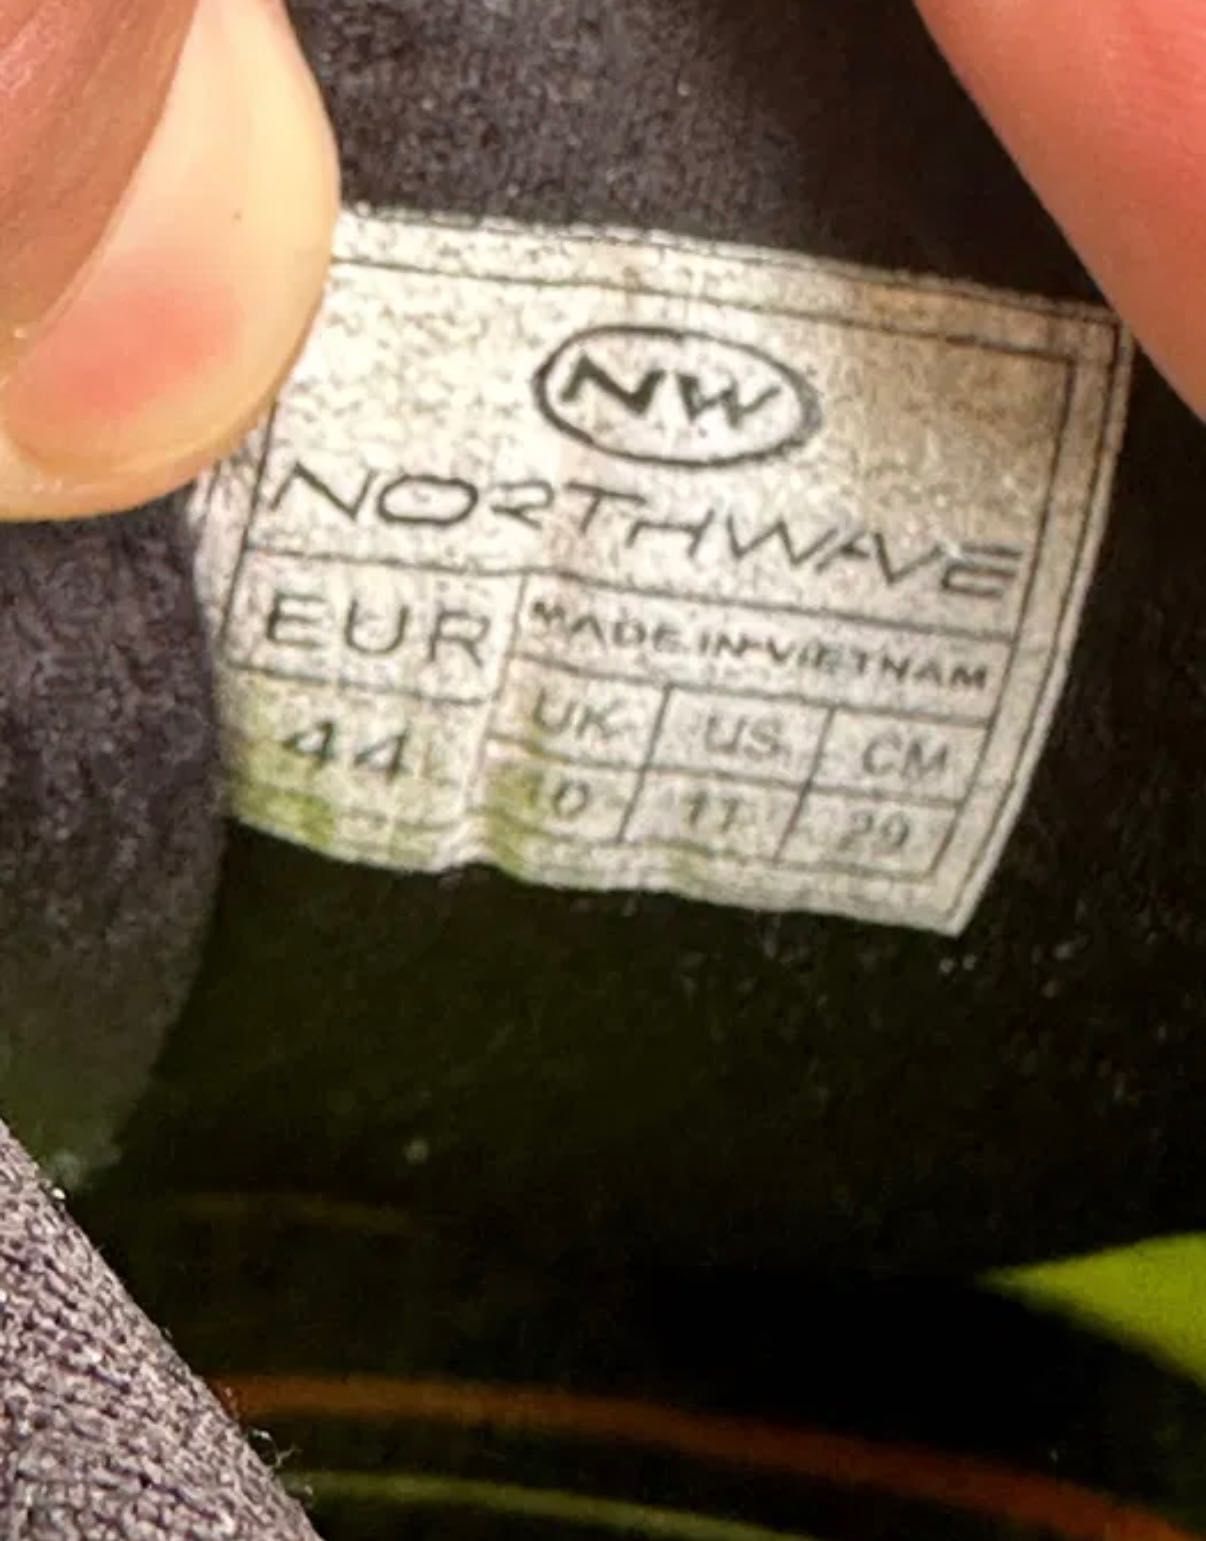 NW
NORTHWAVE
EUR
MADE IN VIETNAM
UK US CM
44 10 11 29